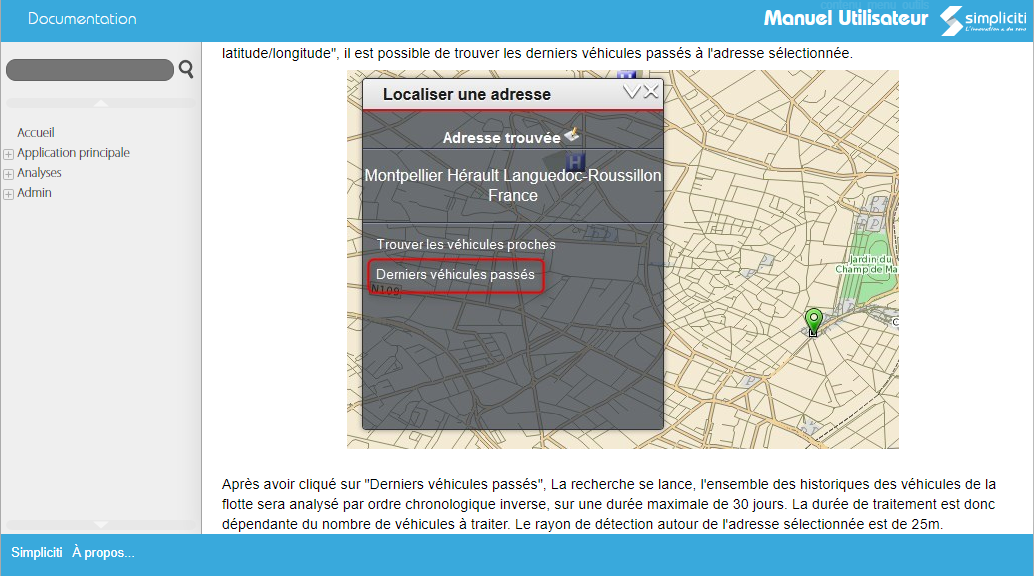 Documentation
contenu menu outils
Manuel Utilisateur
simpliciti
L'innovation a du sens
Accueil
Application principale
Analyses
Admin
latitude/longitude", il est possible de trouver les derniers véhicules passés à l'adresse sélectionnée.
Localiser une adresse
Adresse trouvée
H
Montpellier Hérault Languedoc-Roussillon
France
Trouver les véhicules proches
Derniers véhicules passés
N109
Jardin du
Champ de Ma
C
Après avoir cliqué sur "Derniers véhicules passés", La recherche se lance, l'ensemble des historiques des véhicules de la
flotte sera analysé par ordre chronologique inverse, sur une durée maximale de 30 jours. La durée de traitement est donc
dépendante du nombre de véhicules à traiter. Le rayon de détection autour de l'adresse sélectionnée est de 25m.
Simpliciti À propos...